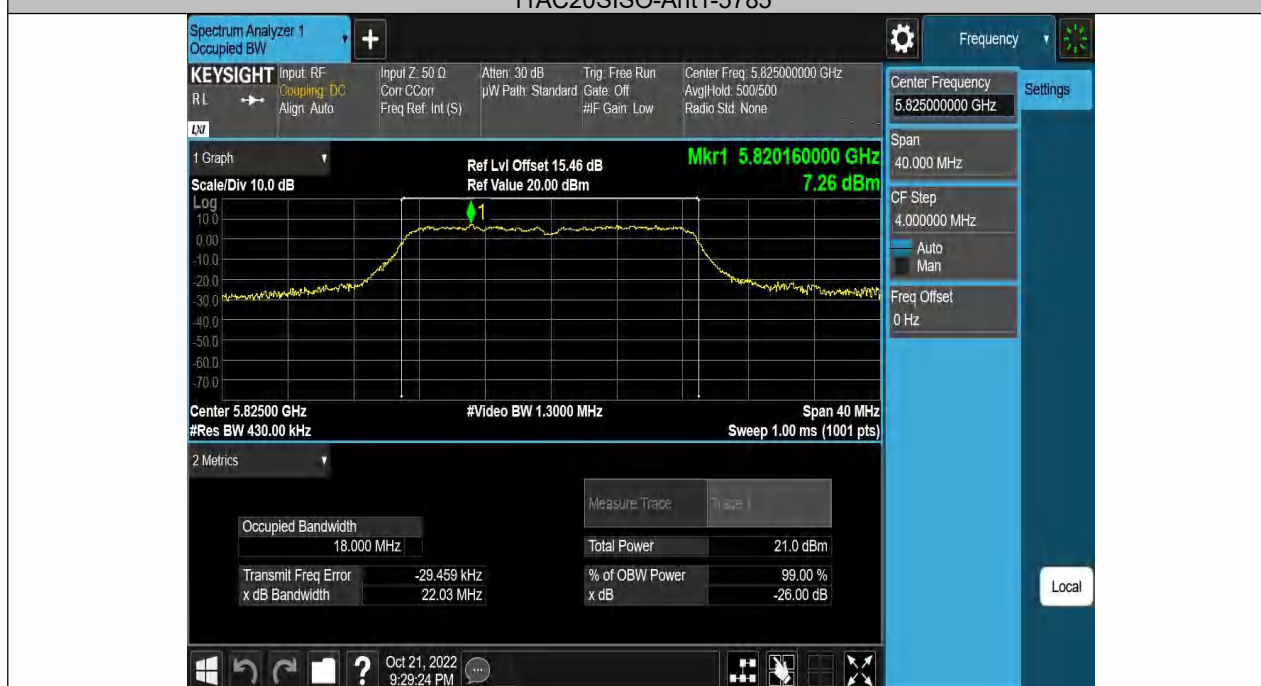 11AC20SISO-Ant1-5785
Spectrum Analyzer 1
Occupied BW
Frequency
KEYSIGHT
RL
LXI
Input: RF
Coupling: DC
Align: Auto
Input Z: 50 Ω
Corr CCorr
Freq Ref: Int (S)
Atten: 30 dB
µW Path: Standard
Trig: Free Run
Gate: Off
#IF Gain: Low
Center Freq: 5.825000000 GHz
Avg|Hold: 500/500
Radio Std: None
Center Frequency
5.825000000 GHz
Settings
Span
40.000 MHz
CF Step
4.000000 MHz
Auto
Man
Freq Offset
0 Hz
1 Graph
Scale/Div 10.0 dB
Ref Lvl Offset 15.46 dB
Ref Value 20.00 dBm
Mkr1 5.820160000 GHz
7.26 dBm
Log
1
10.0
0.00
-10.0
-20.0
-30.0
-40.0
-50.0
-60.0
-70.0
Center 5.82500 GHz
#Video BW 1.3000 MHz
Span 40 MHz
#Res BW 430.00 kHz
Sweep 1.00 ms (1001 pts)
2 Metrics
Measure Trace Trace 1
Occupied Bandwidth
18.000 MHz
Total Power 21.0 dBm
Transmit Freq Error -29.459 kHz
% of OBW Power 99.00 %
x dB Bandwidth 22.03 MHz
x dB -26.00 dB
Local
?
Oct 21, 2022
9:29:24 PM